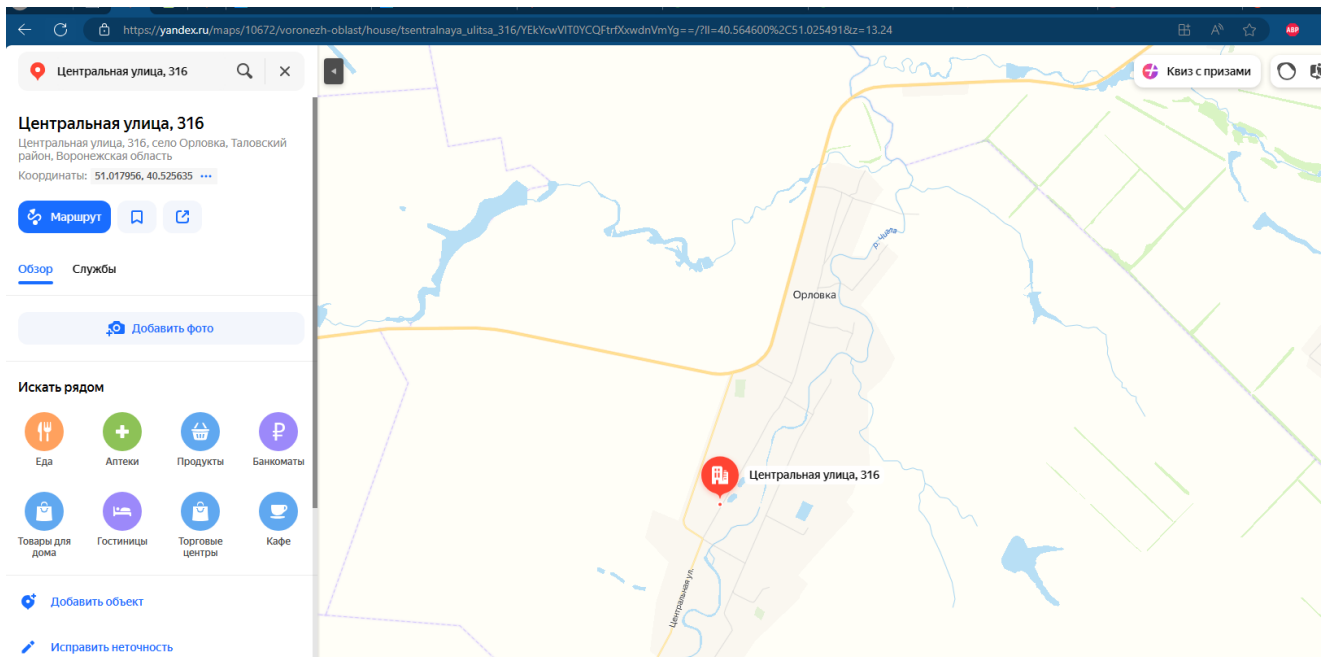 https://yandex.ru/maps/10672/voronezh-oblast/house/tsentralnaya_ulitsa_316/YEkYcwVIT0YCQFtrfXxwdnVmYg==/?ll=40.564600%2C51.025491&z=13.24
ABP
Центральная улица, 316
Квиз с призами
Центральная улица, 316
Центральная улица, 316, село Орловка, Таловский
район, Воронежская область
Координаты: 51.017956, 40.525635 ···
Маршрут
Обзор
Службы
Добавить фото
Искать рядом
Еда
Аптеки
Продукты
Банкоматы
Товары для
дома
Гостиницы
Торговые
центры
Кафе
Добавить объект
Исправить неточность
р. Чигла
Орловка
Центральная улица, 316
Центральная ул.